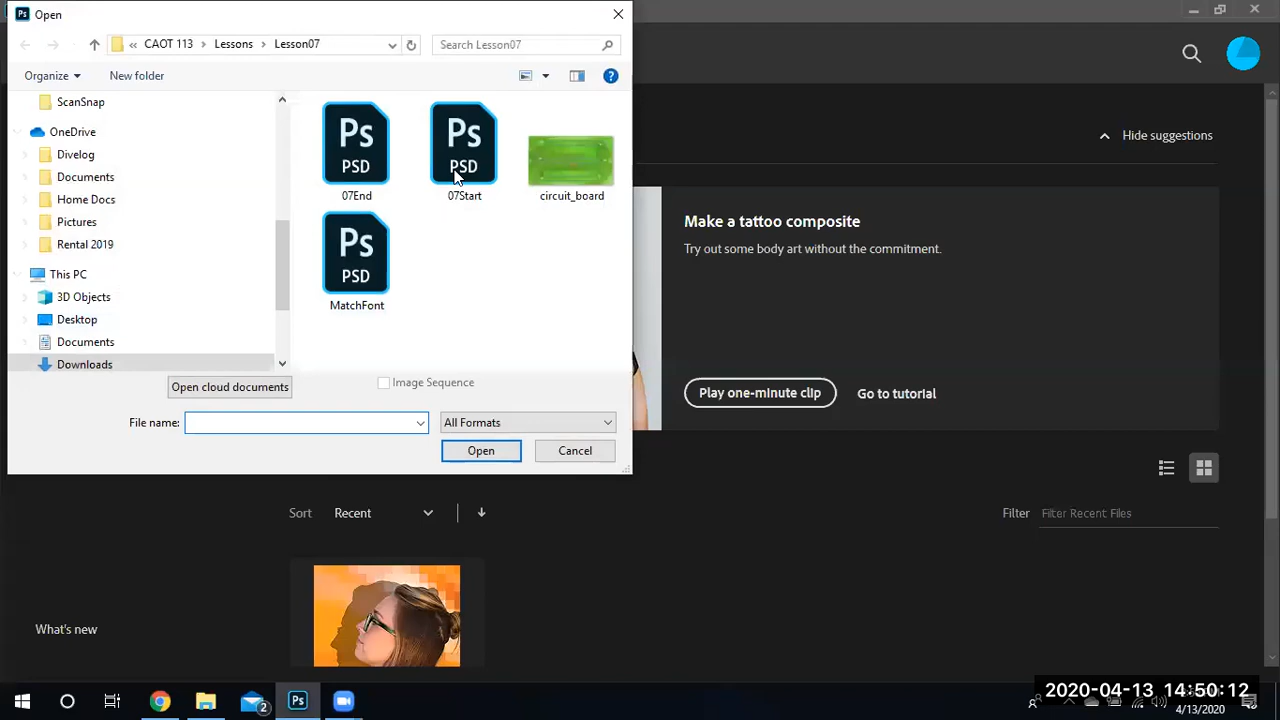 Open
« CAOT 113 > Lessons > Lesson07
Search Lesson07
Organize
New folder
ScanSnap
OneDrive
Divelog
Documents
Home Docs
Pictures
Rental 2019
This PC
3D Objects
Desktop
Documents
Downloads
Ps
PSD
07End
Ps
PSD
07Start
circuit_board
Ps
PSD
MatchFont
Open cloud documents
Image Sequence
File name:
All Formats
Open
Cancel
Hide suggestions
Make a tattoo composite
Try out some body art without the commitment.
Play one-minute clip
Go to tutorial
Sort
Recent
Filter
Filter Recent Files
What's new
2
Ps
2020-04-13 14:50:12
4/13/2020